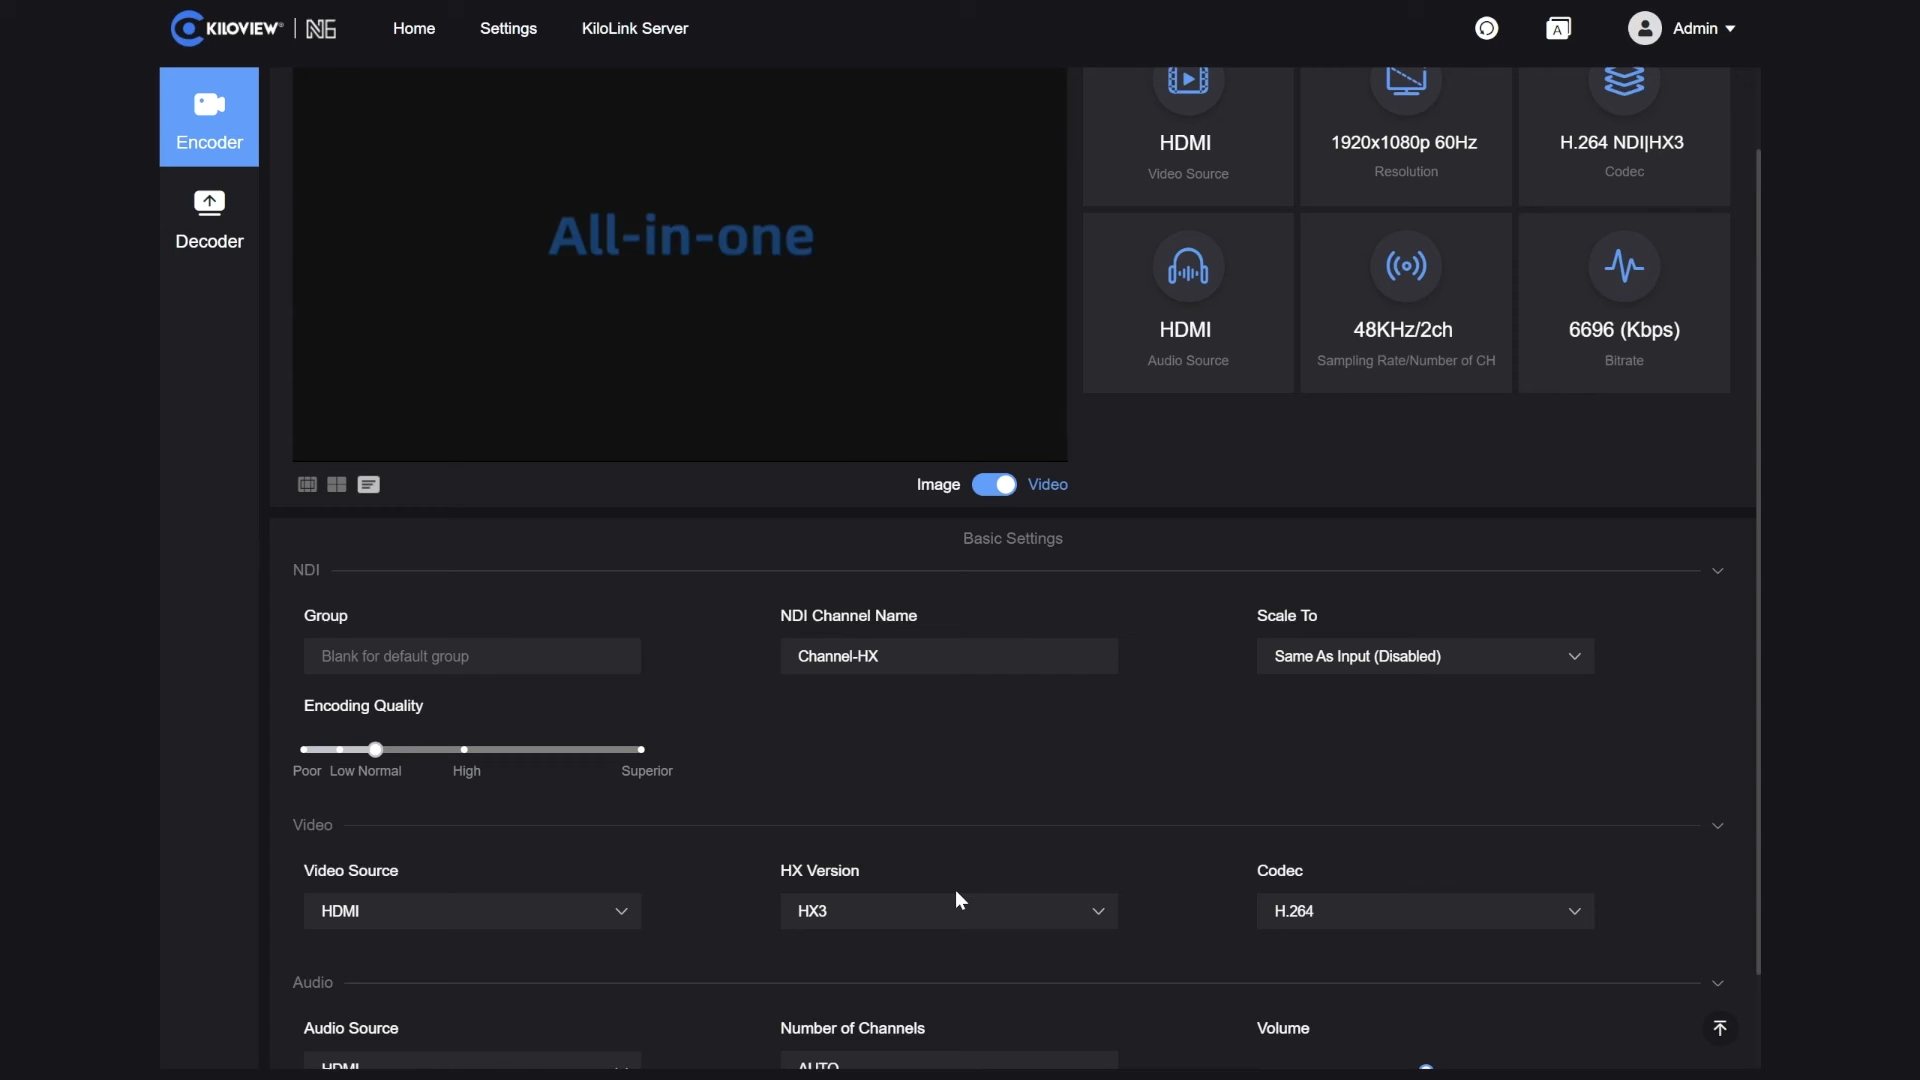 KILOVIEW® | N6
Home
Settings
KiloLink Server
A
Admin
Encoder
Decoder
All-in-one
HDMI
Video Source
1920x1080p 60Hz
Resolution
H.264 NDI|HX3
Codec
HDMI
Audio Source
48KHz/2ch
Sampling Rate/Number of CH
6696 (Kbps)
Bitrate
Image
Video
Basic Settings
NDI
Group
NDI Channel Name
Scale To
Blank for default group
Channel-HX
Same As Input (Disabled)
Encoding Quality
Poor Low Normal High Superior
Video
Video Source
HX Version
Codec
HDMI
HX3
H.264
Audio
Audio Source
Number of Channels
Volume
HDMI
AUTO